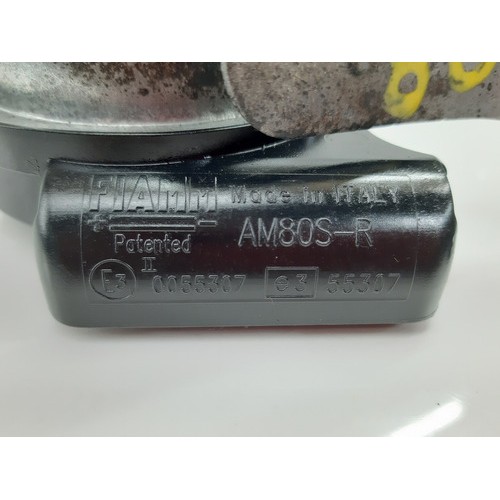 FIAMM Made in ITALY
+ - Patented AM80S-R
II
E3 0055307 e3 55307